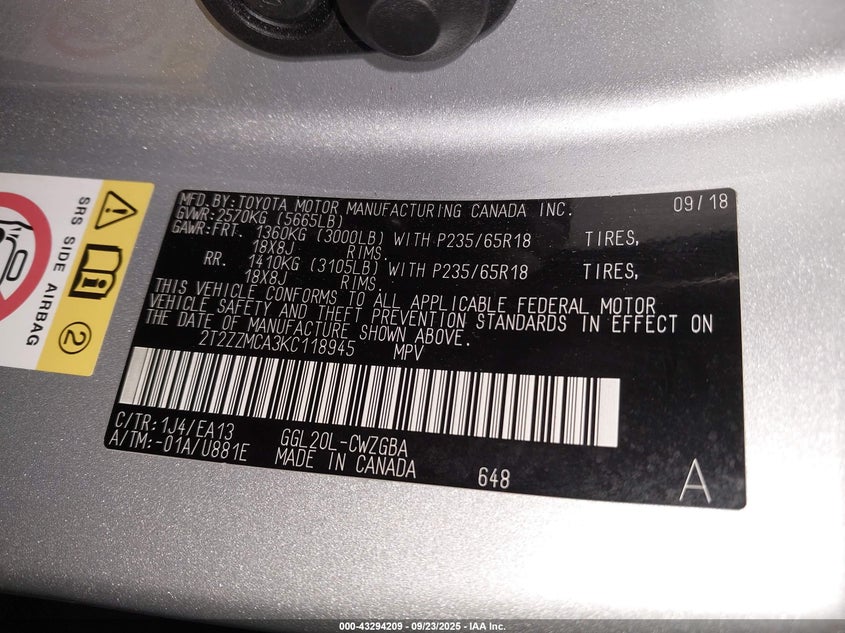 MFD.BY:TOYOTA MOTOR MANUFACTURING CANADA INC. 09/18
GVWR:2570KG (5665LB)
GAWR:FRT. 1360KG (3000LB) WITH P235/65R18 TIRES,
18X8J RIMS.
RR. 1410KG (3105LB) WITH P235/65R18 TIRES,
18X8J RIMS.
THIS VEHICLE CONFORMS TO ALL APPLICABLE FEDERAL MOTOR
VEHICLE SAFETY AND THEFT PREVENTION STANDARDS IN EFFECT ON
THE DATE OF MANUFACTURE SHOWN ABOVE.
2T2ZZMCA3KC118945 MPV
C/TR:1J4/EA13 GGL20L-CWZGBA
A/TM:-01A/U881E MADE IN CANADA 648 A
SRS SIDE AIRBAG
2
000-43294209 - 09/23/2025 - IAA Inc.